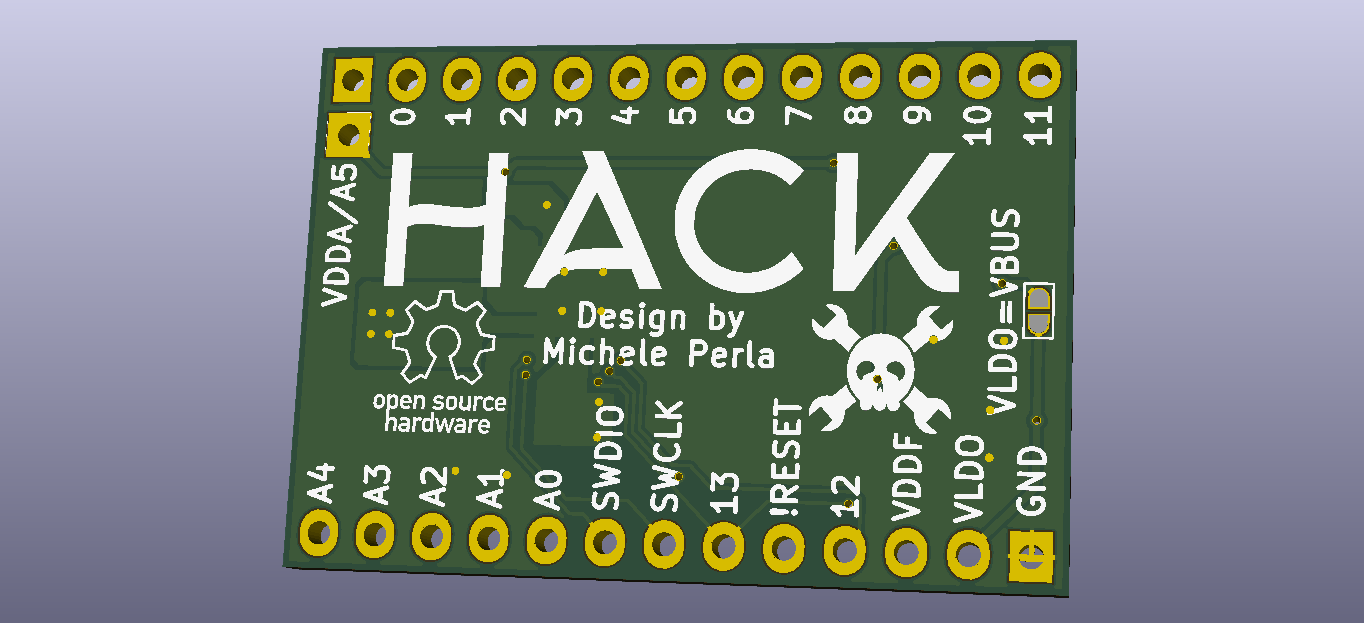 0 1 2 3 4 5 6 7 8 9 10 11
VDDA/A5
HACK
VLDO=VBUS
Design by
Michele Perla
open source
hardware
A4 A3 A2 A1 A0 SWDIO SWCLK 13 !RESET 12 VDDF VLDO GND